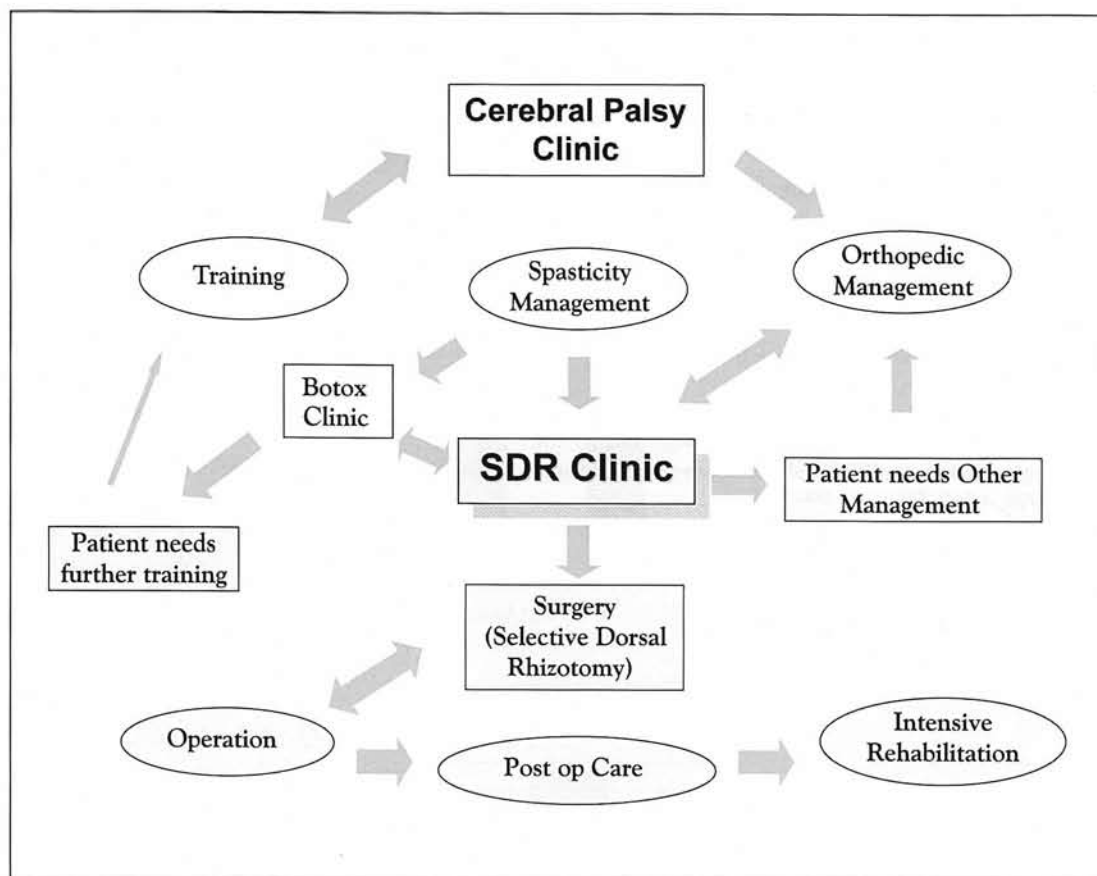 Cerebral Palsy
Clinic
Training
Spasticity
Management
Orthopedic
Management
Botox
Clinic
SDR Clinic
Patient needs Other
Management
Patient needs
further training
Surgery
(Selective Dorsal
Rhizotomy)
Operation
Post op Care
Intensive
Rehabilitation